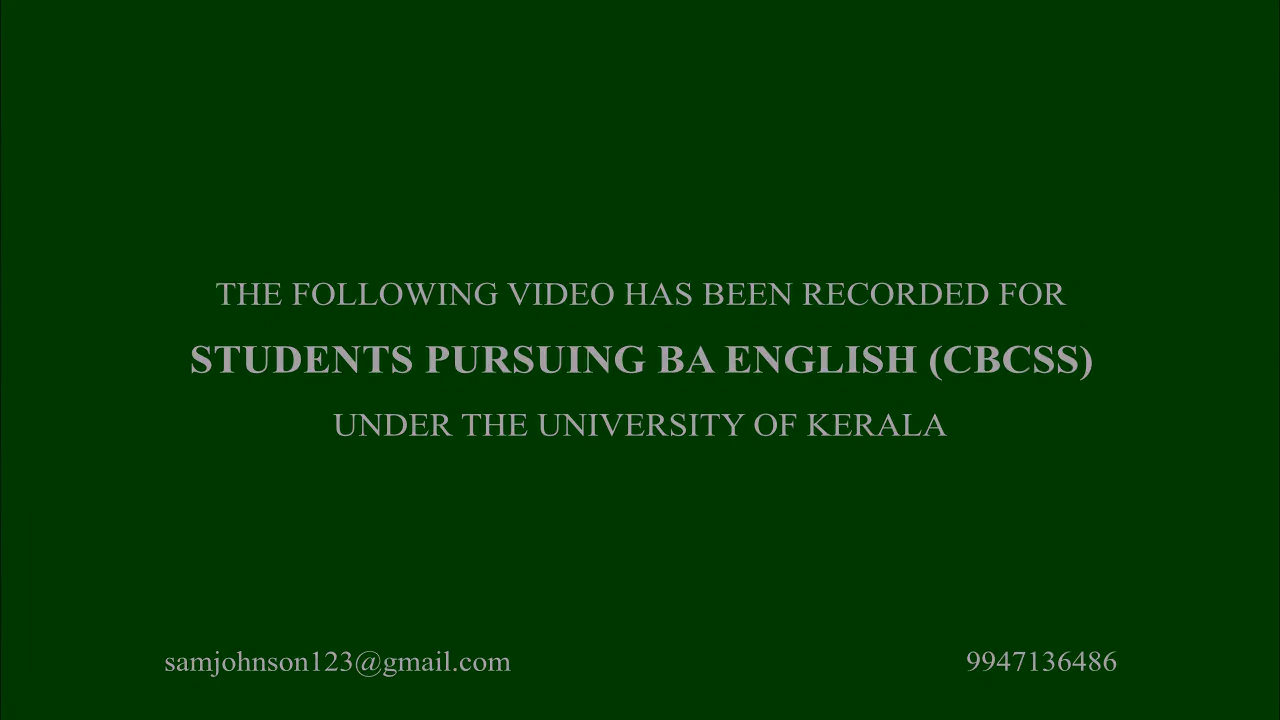 THE FOLLOWING VIDEO HAS BEEN RECORDED FOR
STUDENTS PURSUING BA ENGLISH (CBCSS)
UNDER THE UNIVERSITY OF KERALA
samjohnson123@gmail.com 9947136486